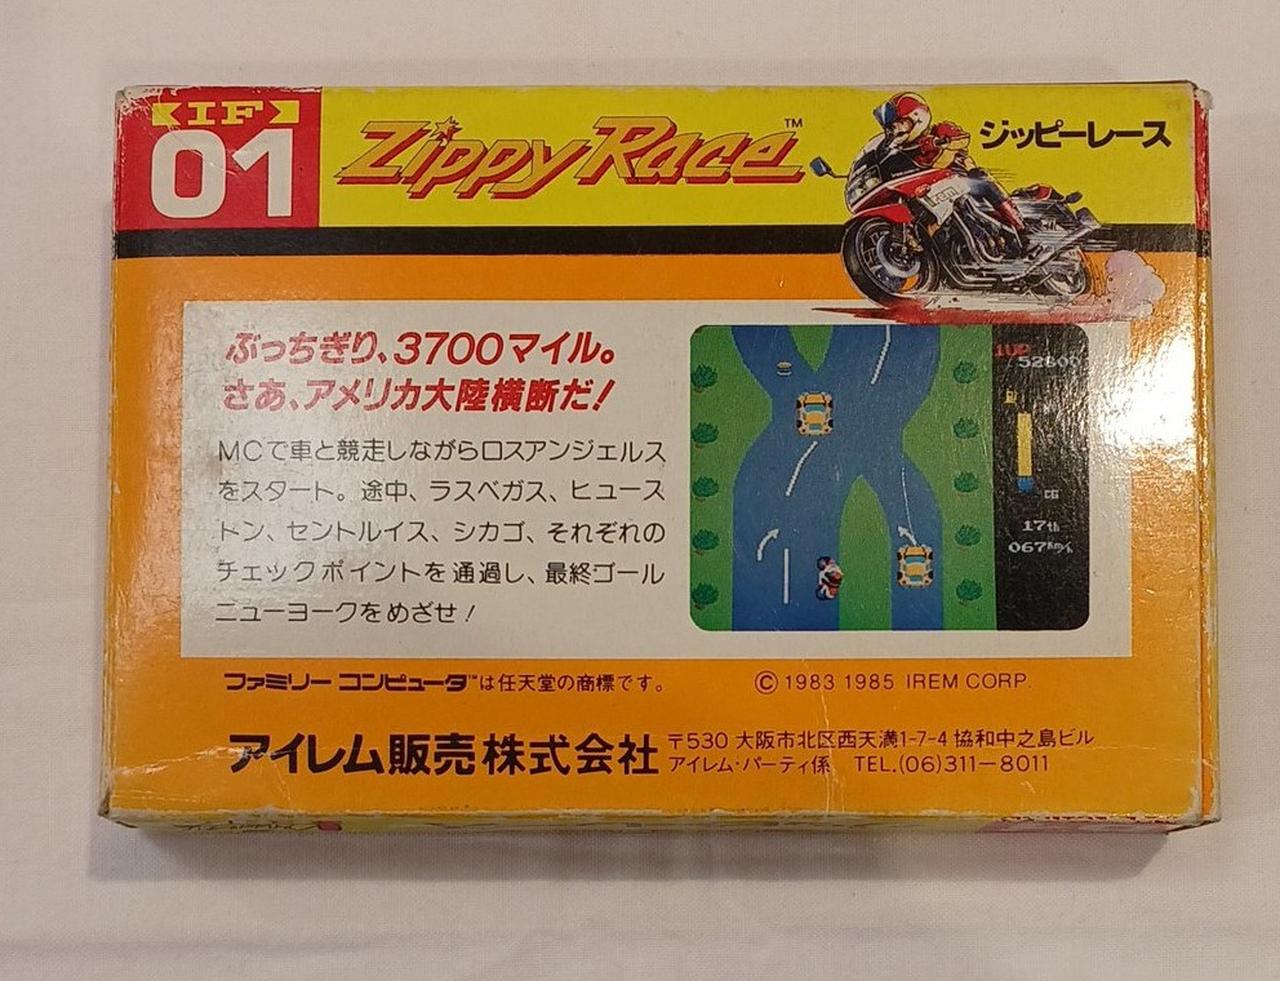 IF
01
Zippy Race™
ジッピーレース
irem
ぶっちぎり、3700マイル。
さあ、アメリカ大陸横断だ!
MCで車と競走しながらロスアンジェルス
をスタート。途中、ラスベガス、ヒュース
トン、セントルイス、シカゴ、それぞれの
チェックポイントを通過し、最終ゴール
ニューヨークをめざせ!
1UP
52800
17th
067km/h
ファミリーコンピュータ™は任天堂の商標です。
©1983 1985 IREM CORP.
アイレム販売株式会社
〒530 大阪市北区西天満1-7-4 協和中之島ビル
アイレム・パーティ係 TEL.(06)311-8011